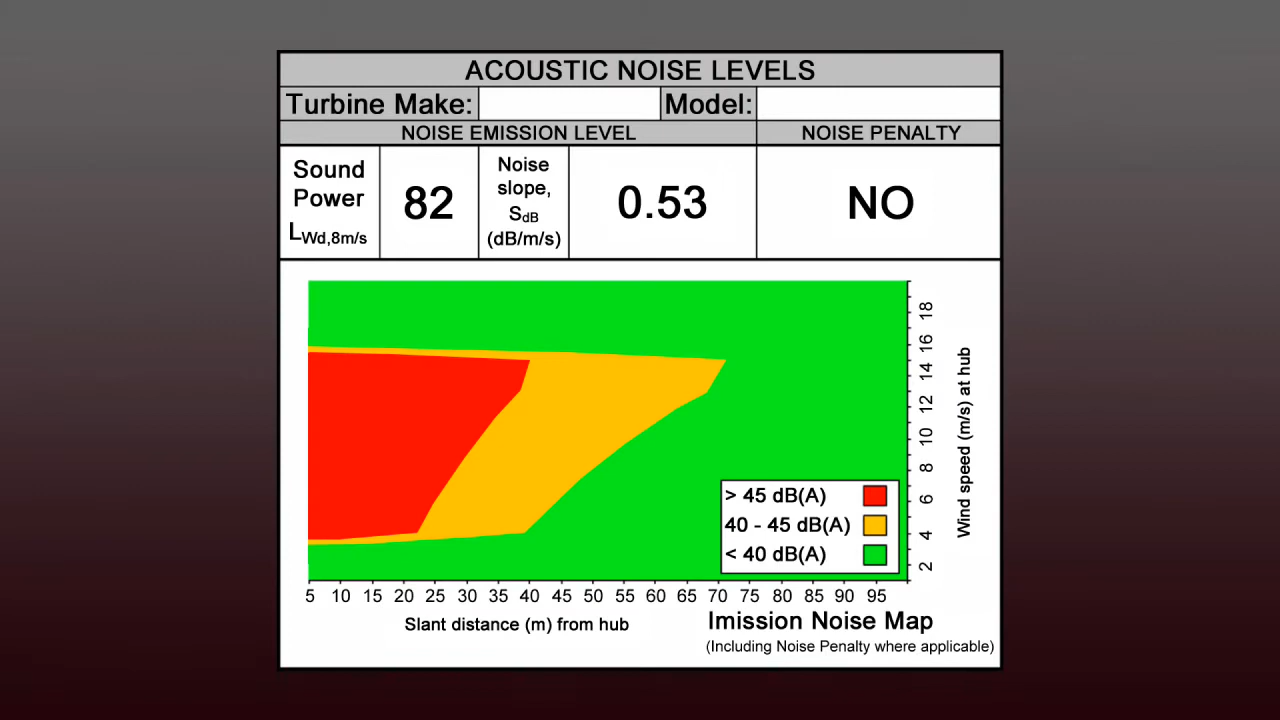 ACOUSTIC NOISE LEVELS
Turbine Make: Model:
NOISE EMISSION LEVEL NOISE PENALTY
Sound
Power
LWd,8m/s
82
Noise
slope,
SdB
(dB/m/s)
0.53
NO
18
16
14
12
10
8
6
4
2
Wind speed (m/s) at hub
> 45 dB(A)
40 - 45 dB(A)
< 40 dB(A)
5 10 15 20 25 30 35 40 45 50 55 60 65 70 75 80 85 90 95
Slant distance (m) from hub
Imission Noise Map
(Including Noise Penalty where applicable)